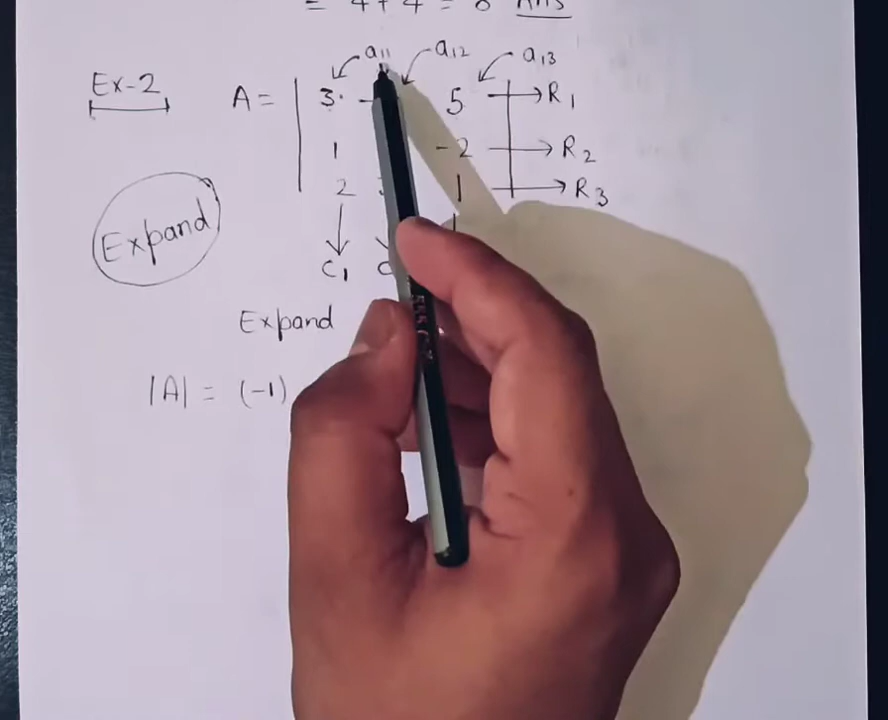 = 4+4 = 8 Ans
a11 a12 a13
Ex-2 A = | 3 - 5 | → R1
1 -2 → R2
2 1 → R3
Expand
C1 C
Expand
|A| = (-1)